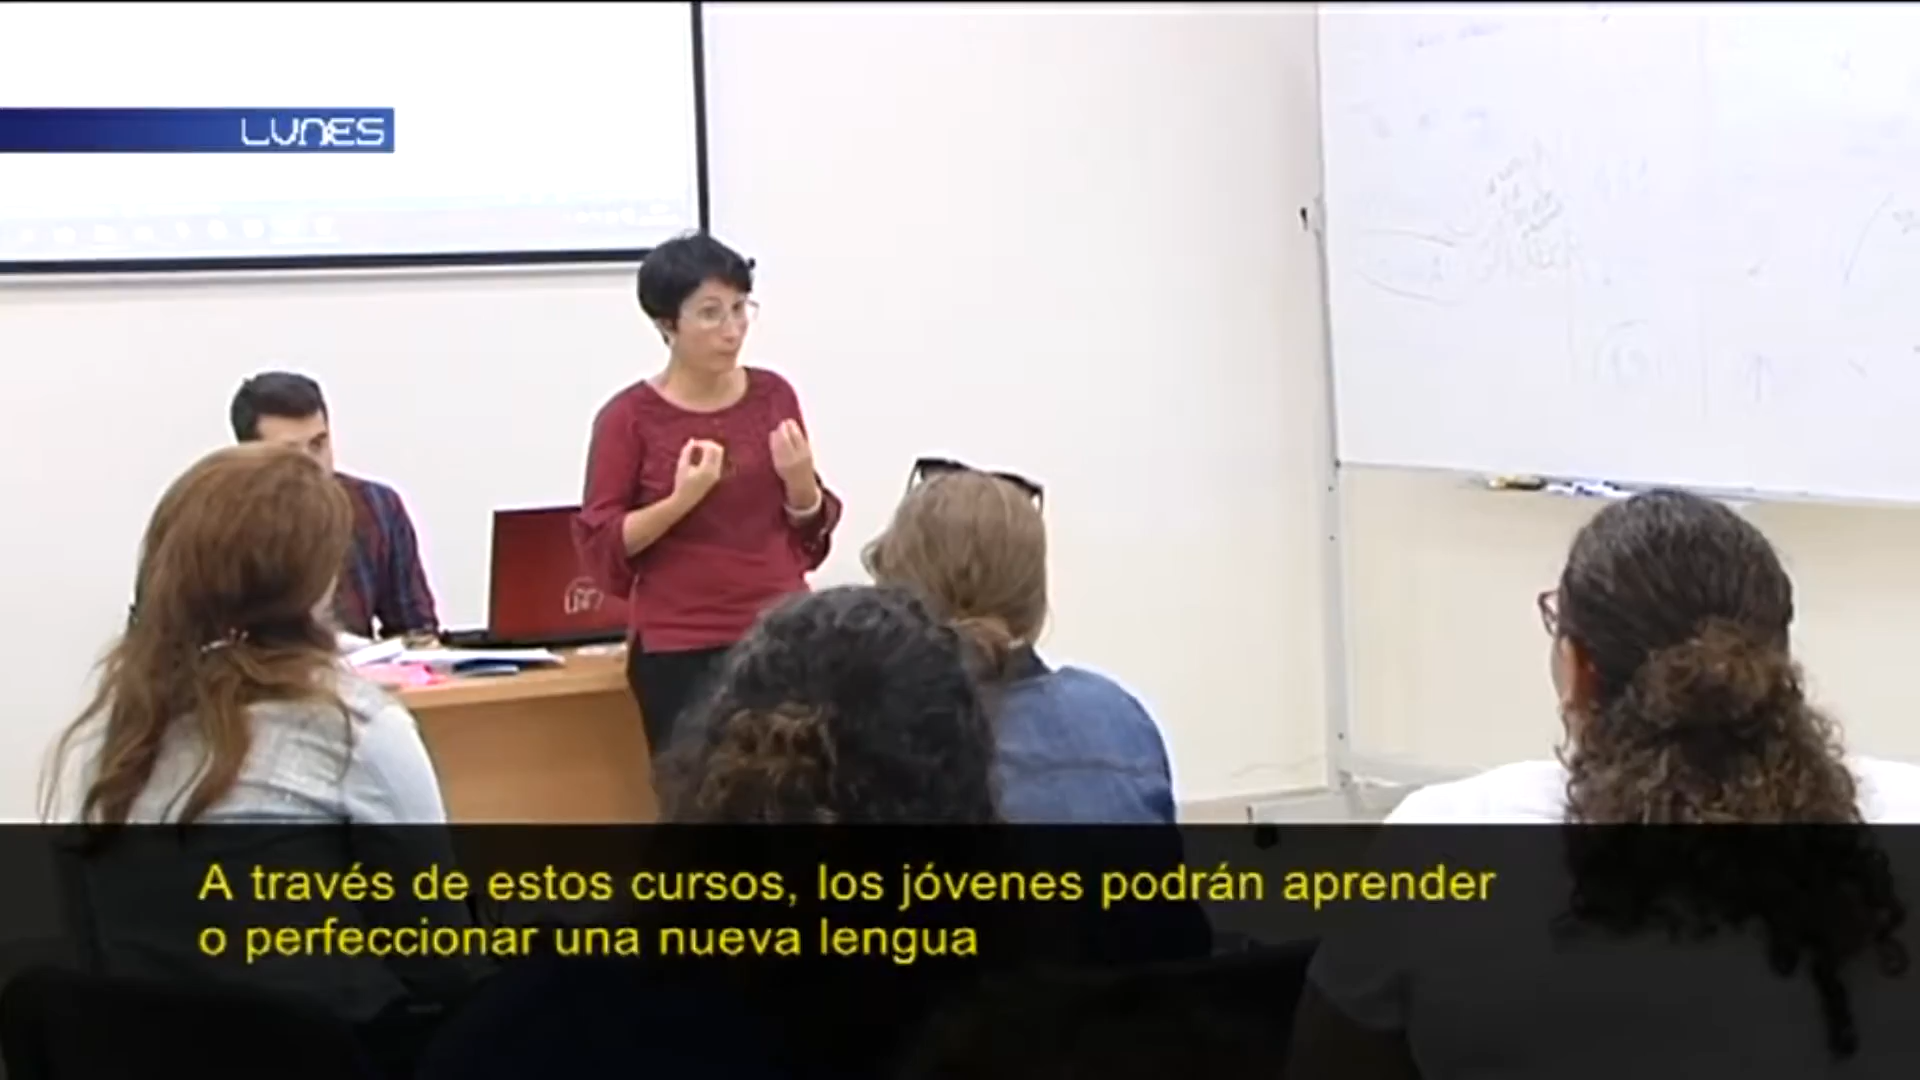 LUNES
A través de estos cursos, los jóvenes podrán aprender
o perfeccionar una nueva lengua